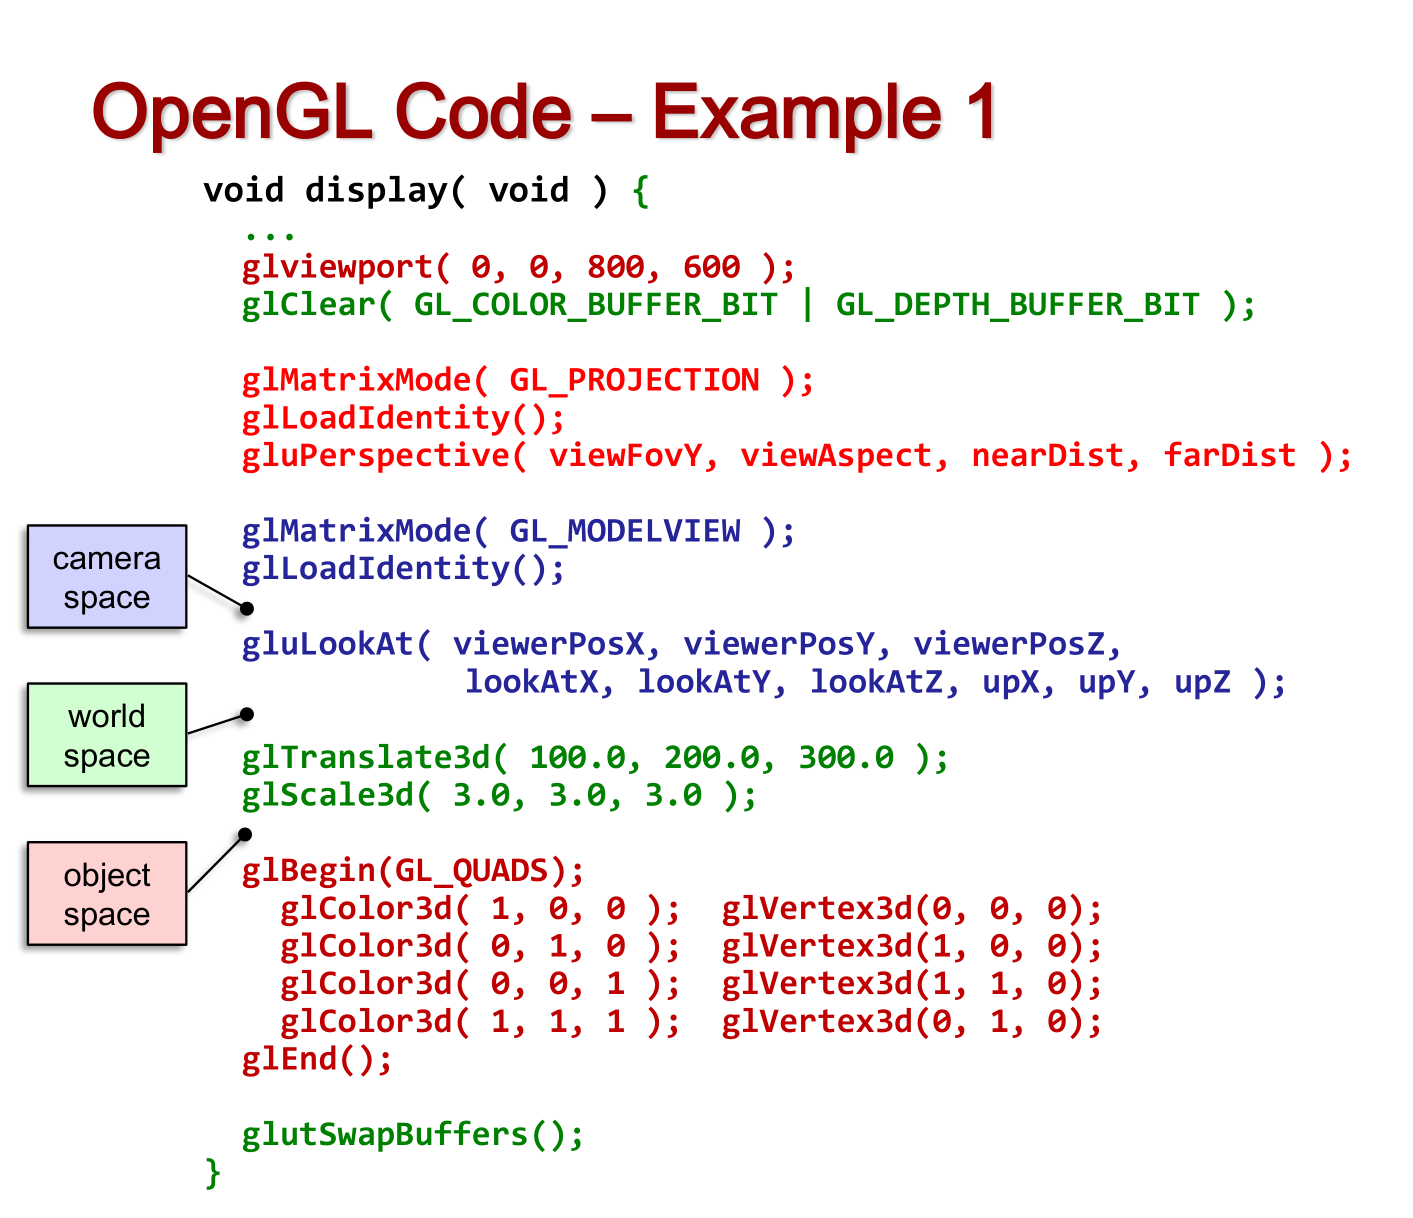 OpenGL Code – Example 1
void display( void ) {
...
glviewport( 0, 0, 800, 600 );
glClear( GL_COLOR_BUFFER_BIT | GL_DEPTH_BUFFER_BIT );
glMatrixMode( GL_PROJECTION );
glLoadIdentity();
gluPerspective( viewFovY, viewAspect, nearDist, farDist );
glMatrixMode( GL_MODELVIEW );
glLoadIdentity();
camera
space
gluLookAt( viewerPosX, viewerPosY, viewerPosZ,
lookAtX, lookAtY, lookAtZ, upX, upY, upZ );
world
space
glTranslate3d( 100.0, 200.0, 300.0 );
glScale3d( 3.0, 3.0, 3.0 );
object
space
glBegin(GL_QUADS);
glColor3d( 1, 0, 0 ); glVertex3d(0, 0, 0);
glColor3d( 0, 1, 0 ); glVertex3d(1, 0, 0);
glColor3d( 0, 0, 1 ); glVertex3d(1, 1, 0);
glColor3d( 1, 1, 1 ); glVertex3d(0, 1, 0);
glEnd();
glutSwapBuffers();
}